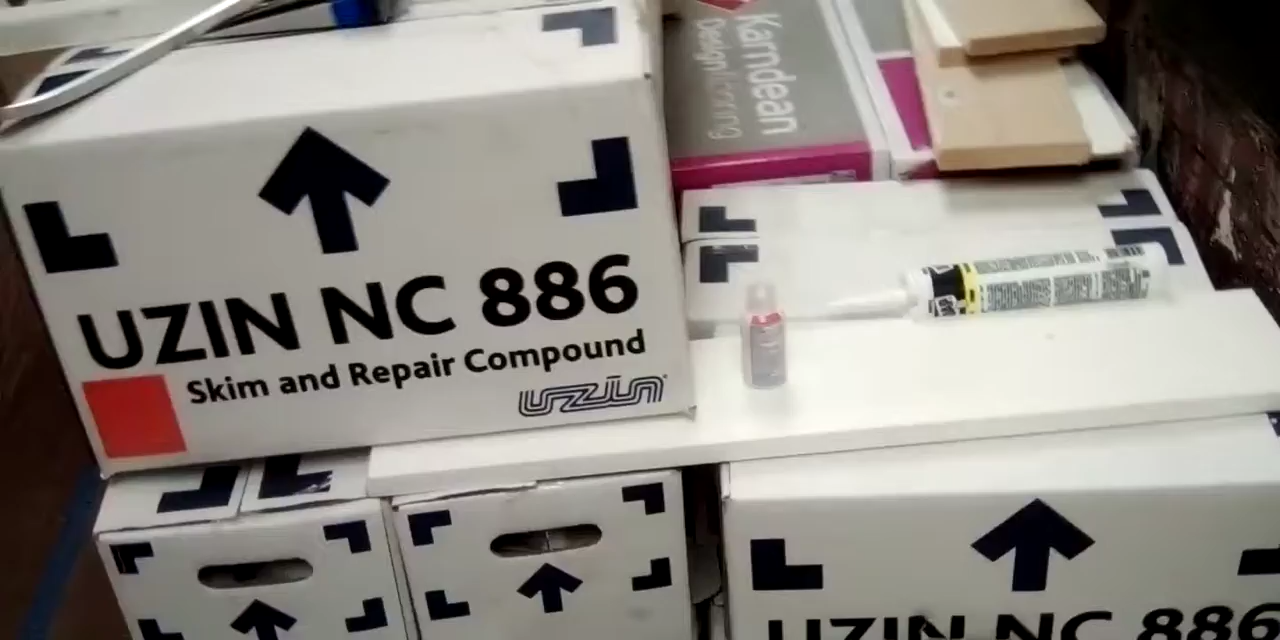 Karndean
Designflooring
UZIN NC 886
Skim and Repair Compound
uzin
UZIN NC 886